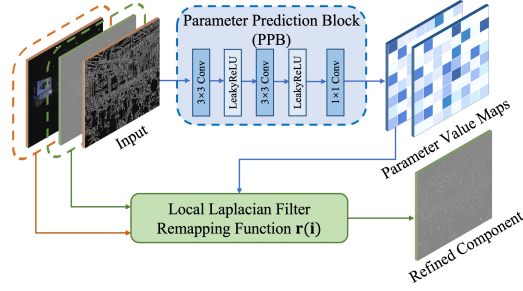 Parameter Prediction Block
(PPB)
3×3 Conv
LeakyReLU
3×3 Conv
LeakyReLU
1×1 Conv
Input
Parameter Value Maps
Local Laplacian Filter
Remapping Function r(i)
Refined Component